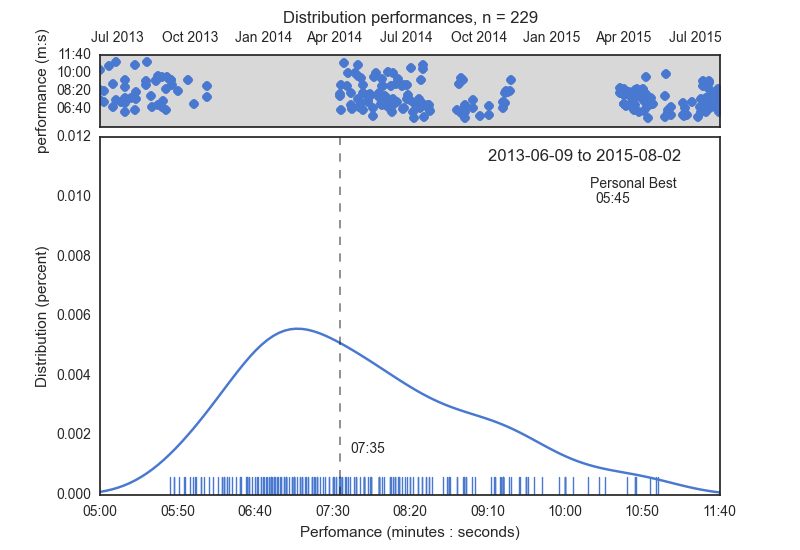 Distribution performances, n = 229
Jul 2013 Oct 2013 Jan 2014 Apr 2014 Jul 2014 Oct 2014 Jan 2015 Apr 2015 Jul 2015
performance (m:s)
11:40
10:00
08:20
06:40
Distribution (percent)
0.012
0.010
0.008
0.006
0.004
0.002
0.000
2013-06-09 to 2015-08-02
Personal Best
05:45
07:35
05:00 05:50 06:40 07:30 08:20 09:10 10:00 10:50 11:40
Perfomance (minutes : seconds)